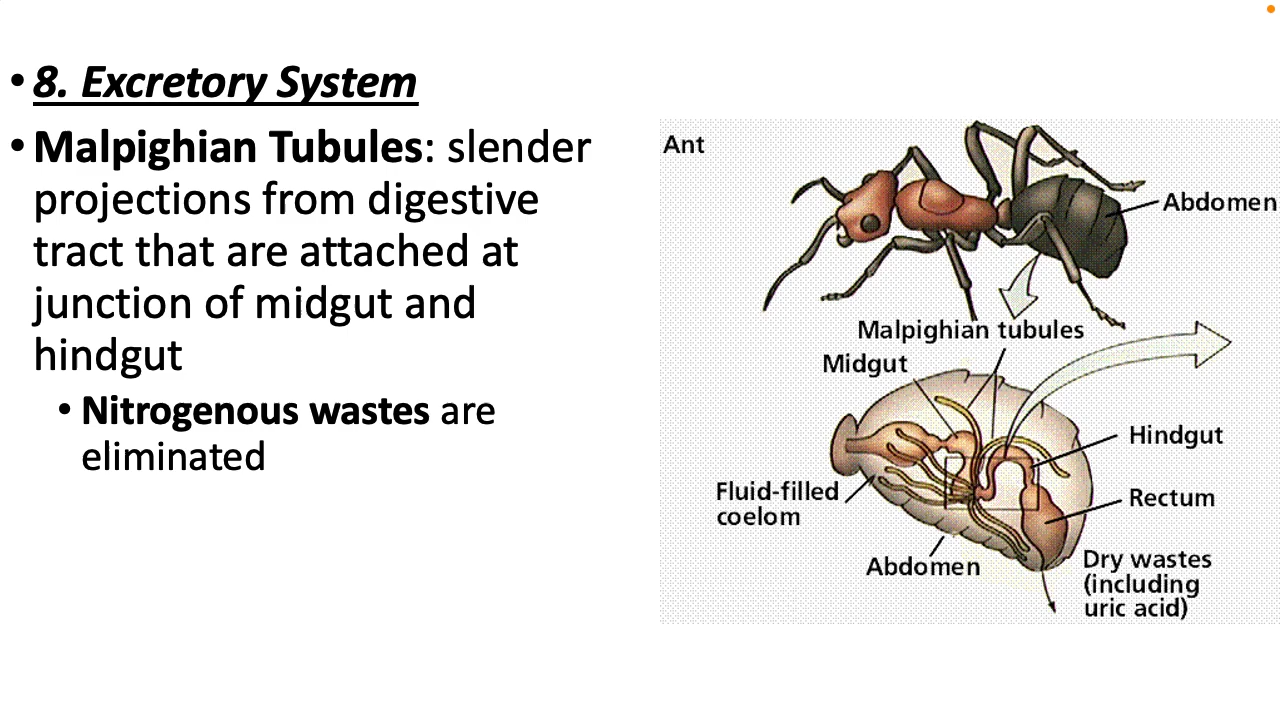 • 8. Excretory System
• Malpighian Tubules: slender
projections from digestive
tract that are attached at
junction of midgut and
hindgut
• Nitrogenous wastes are
eliminated
Ant
Abdomen
Malpighian tubules
Midgut
Hindgut
Fluid-filled
coelom
Rectum
Abdomen
Dry wastes
(including
uric acid)